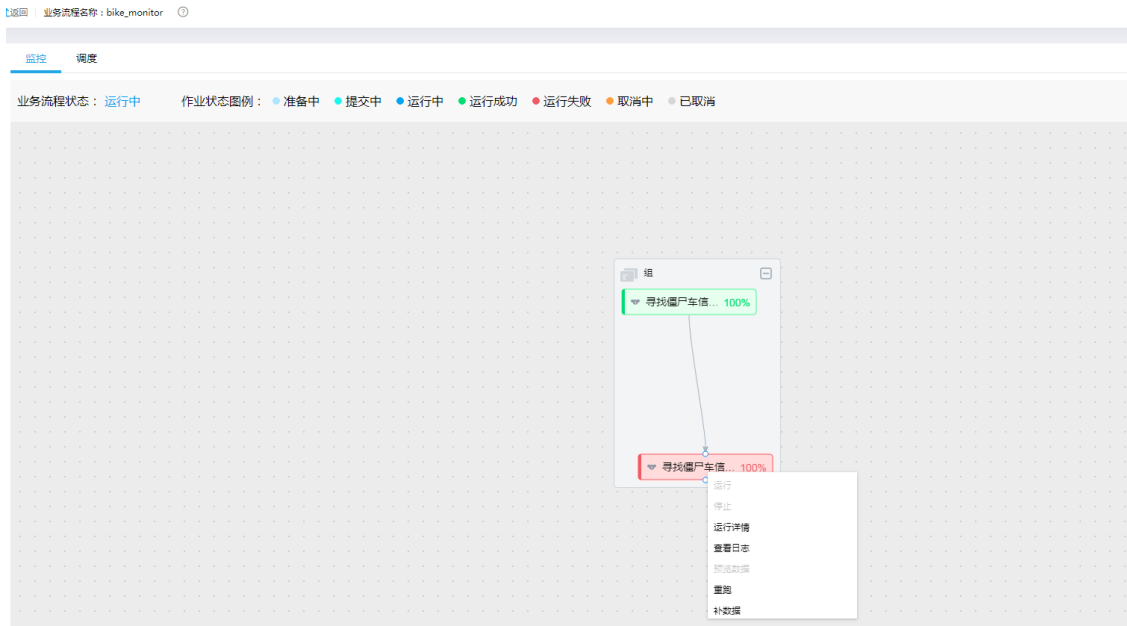 返回 业务流程名称：bike_monitor ?
监控 调度
业务流程状态： 运行中 作业状态图例： 准备中 提交中 运行中 运行成功 运行失败 取消中 已取消
组
寻找僵尸车信... 100%
寻找僵尸车信... 100%
运行
停止
运行详情
查看日志
预览数据
重跑
补数据